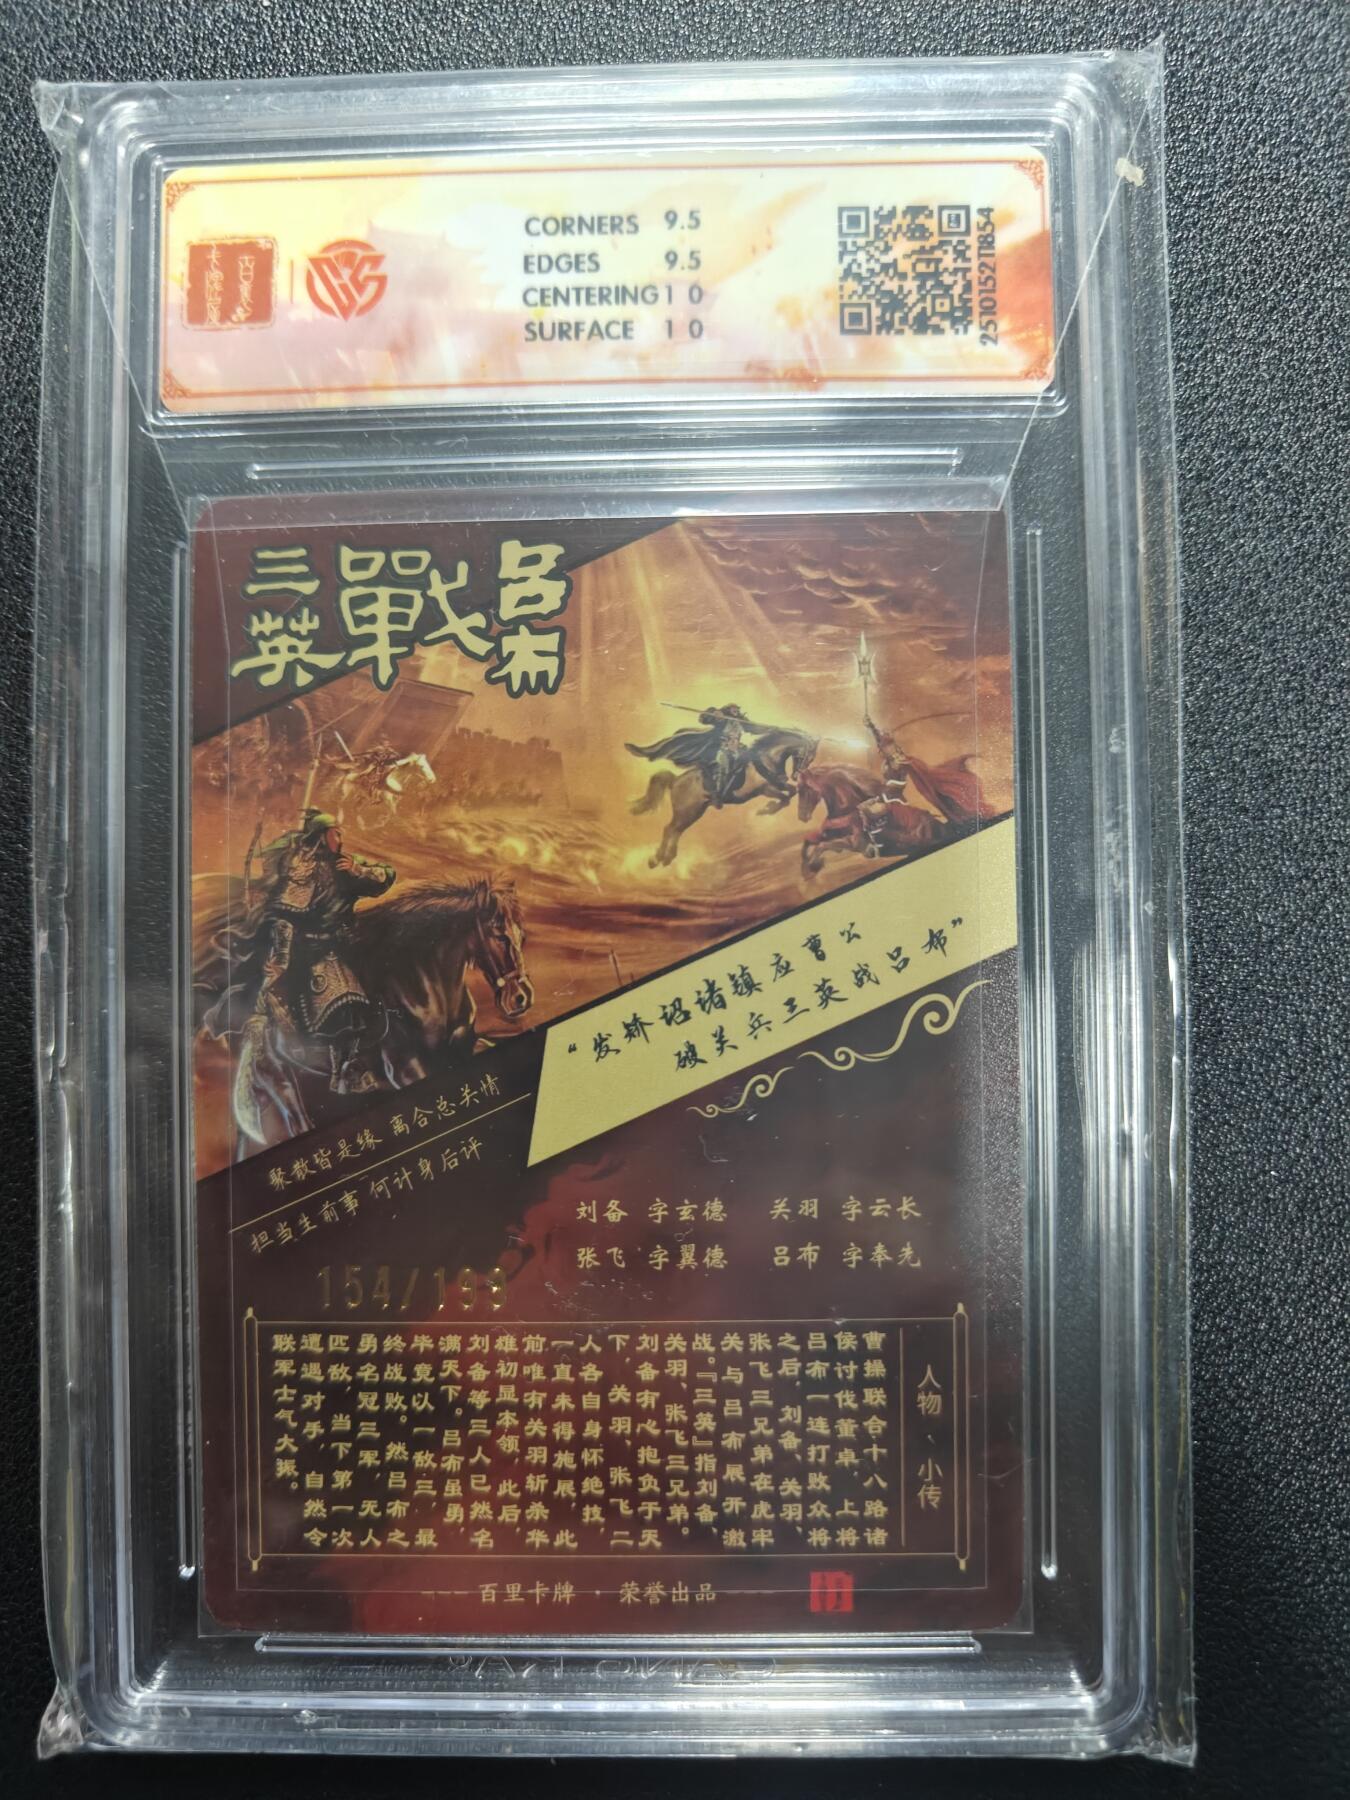 CORNERS 9.5
EDGES 9.5
CENTERING 1 0
SURFACE 1 0
2510152111854
三英戰呂布
“发矫诏诸镇应曹公
破关兵三英战吕布”
聚散皆是缘 离合总关情
担当生前事 何计身后评
刘备 字玄德 关羽 字云长
张飞 字翼德 吕布 字奉先
154/199
人物、小传
曹操联合十八路诸
侯讨伐董卓，上将
吕布一连打败众将
之后，刘备、关羽、
张飞三兄弟在虎牢
关与吕布展开激
战。『三英』指刘备、
关羽、张飞三兄弟。
刘备有心抱负于天
下，关羽、张飞二
人各自身怀绝技，
一直未得施展，此
前唯有关羽斩杀华
雄初显本领，此后，
刘备等三人已然名
满天下。吕布虽勇，
毕竟以一敌三，最
终战败。然吕布之
勇名冠三军，无人
匹敌，当下第一次
遭遇对手，自然令
联军士气大振。
百里卡牌·荣誉出品